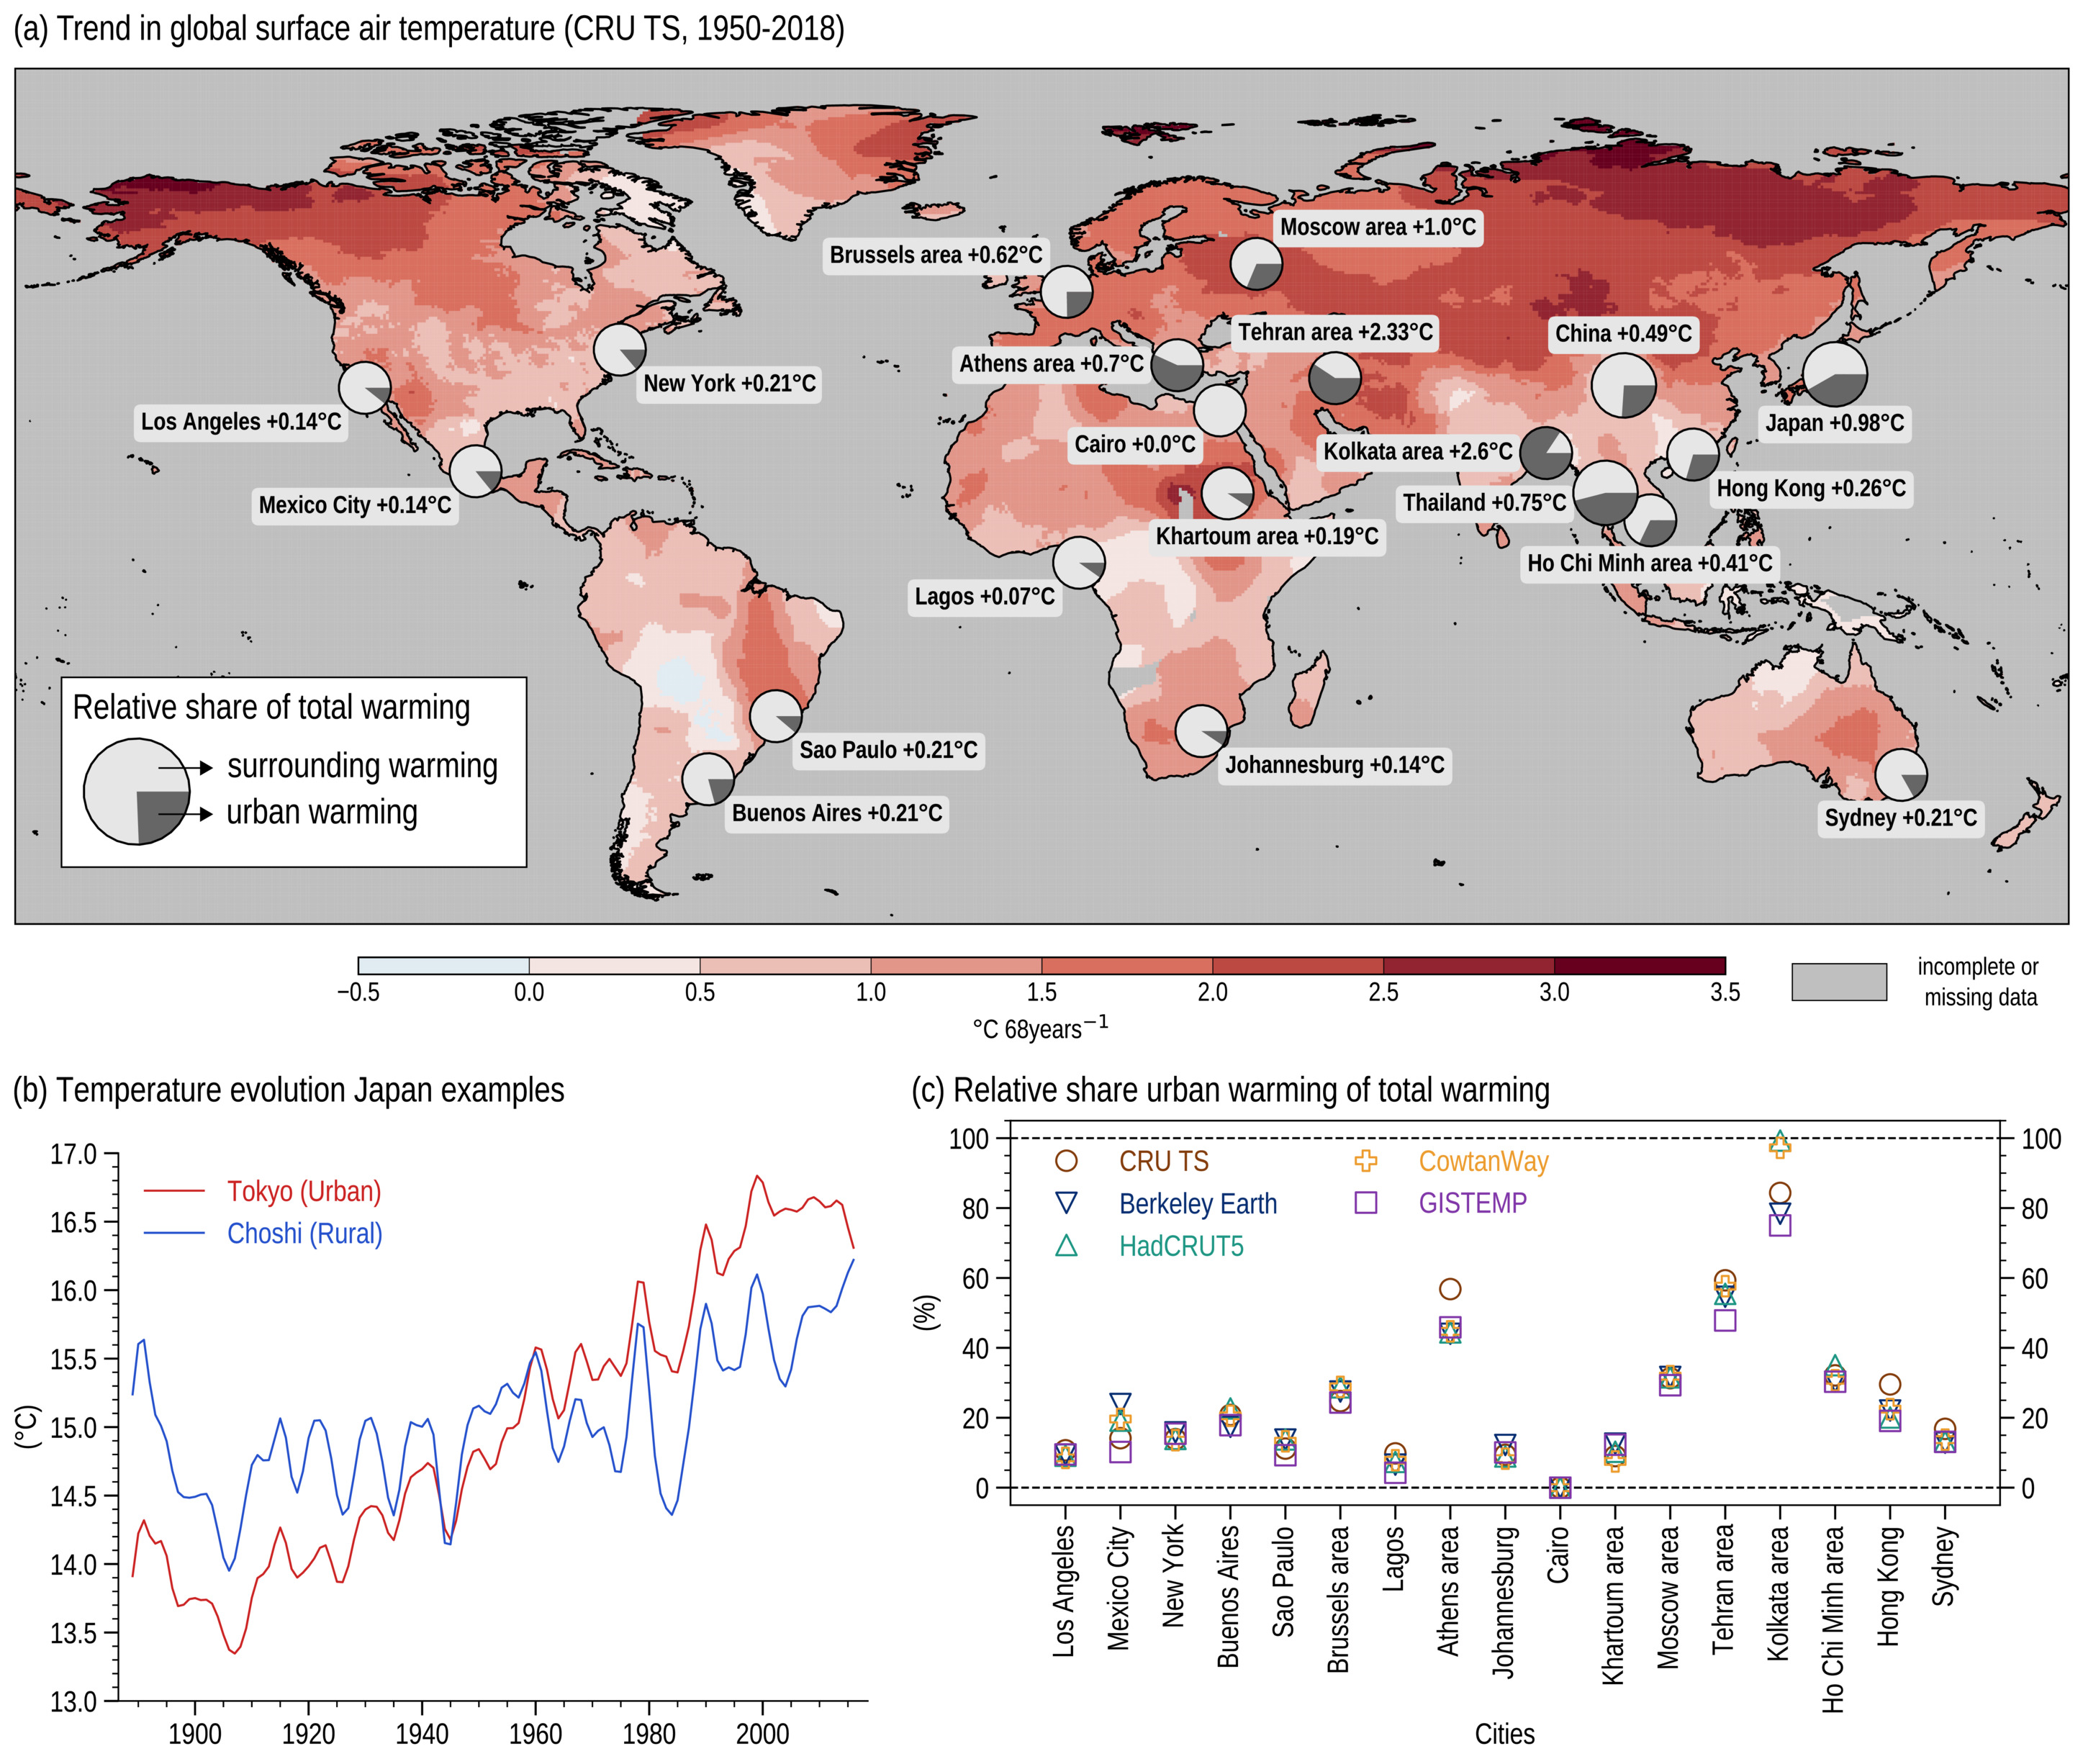 (a) Trend in global surface air temperature (CRU TS, 1950-2018)
Moscow area +1.0°C
Brussels area +0.62°C
Tehran area +2.33°C
China +0.49°C
Athens area +0.7°C
New York +0.21°C
Los Angeles +0.14°C
Japan +0.98°C
Cairo +0.0°C
Kolkata area +2.6°C
Hong Kong +0.26°C
Mexico City +0.14°C
Thailand +0.75°C
Khartoum area +0.19°C
Ho Chi Minh area +0.41°C
Lagos +0.07°C
Relative share of total warming
surrounding warming
urban warming
Sao Paulo +0.21°C
Johannesburg +0.14°C
Buenos Aires +0.21°C
Sydney +0.21°C
−0.5 0.0 0.5 1.0 1.5 2.0 2.5 3.0 3.5
°C 68years−1
incomplete or
missing data
(b) Temperature evolution Japan examples
17.0
16.5
16.0
15.5
15.0
14.5
14.0
13.5
13.0
(°C)
Tokyo (Urban)
Choshi (Rural)
1900 1920 1940 1960 1980 2000
(c) Relative share urban warming of total warming
100
80
60
40
20
0
(%)
CRU TS
Berkeley Earth
HadCRUT5
CowtanWay
GISTEMP
100
80
60
40
20
0
Los Angeles
Mexico City
New York
Buenos Aires
Sao Paulo
Brussels area
Lagos
Athens area
Johannesburg
Cairo
Khartoum area
Moscow area
Tehran area
Kolkata area
Ho Chi Minh area
Hong Kong
Sydney
Cities